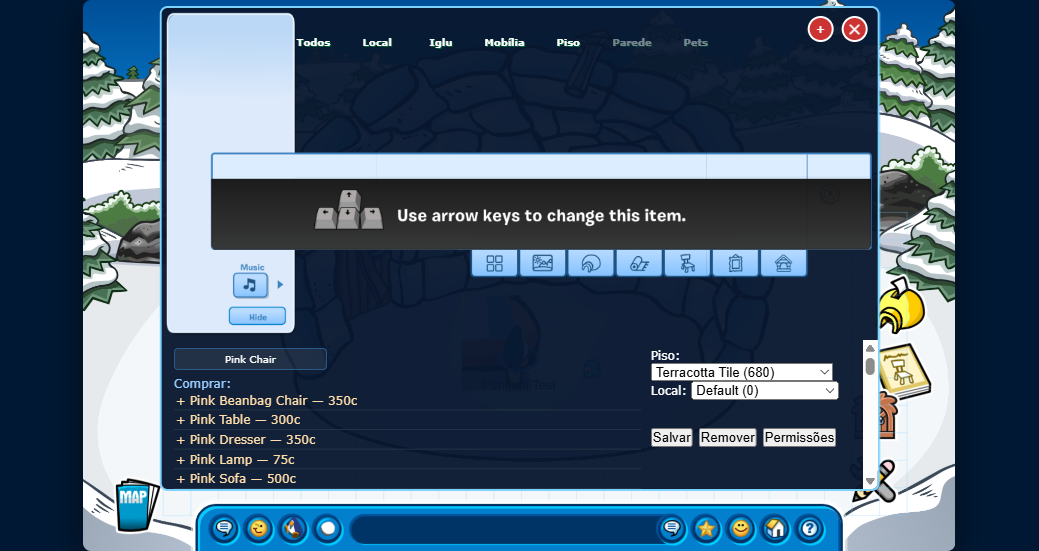 Todos Local Iglu Mobília Piso Parede Pets
+
Use arrow keys to change this item.
Music
Hide
Pink Chair
Comprar:
+ Pink Beanbag Chair — 350c
+ Pink Table — 300c
+ Pink Dresser — 350c
+ Pink Lamp — 75c
+ Pink Sofa — 500c
Piso:
Terracotta Tile (680)
Local: Default (0)
Salvar Remover Permissões
MAP
?